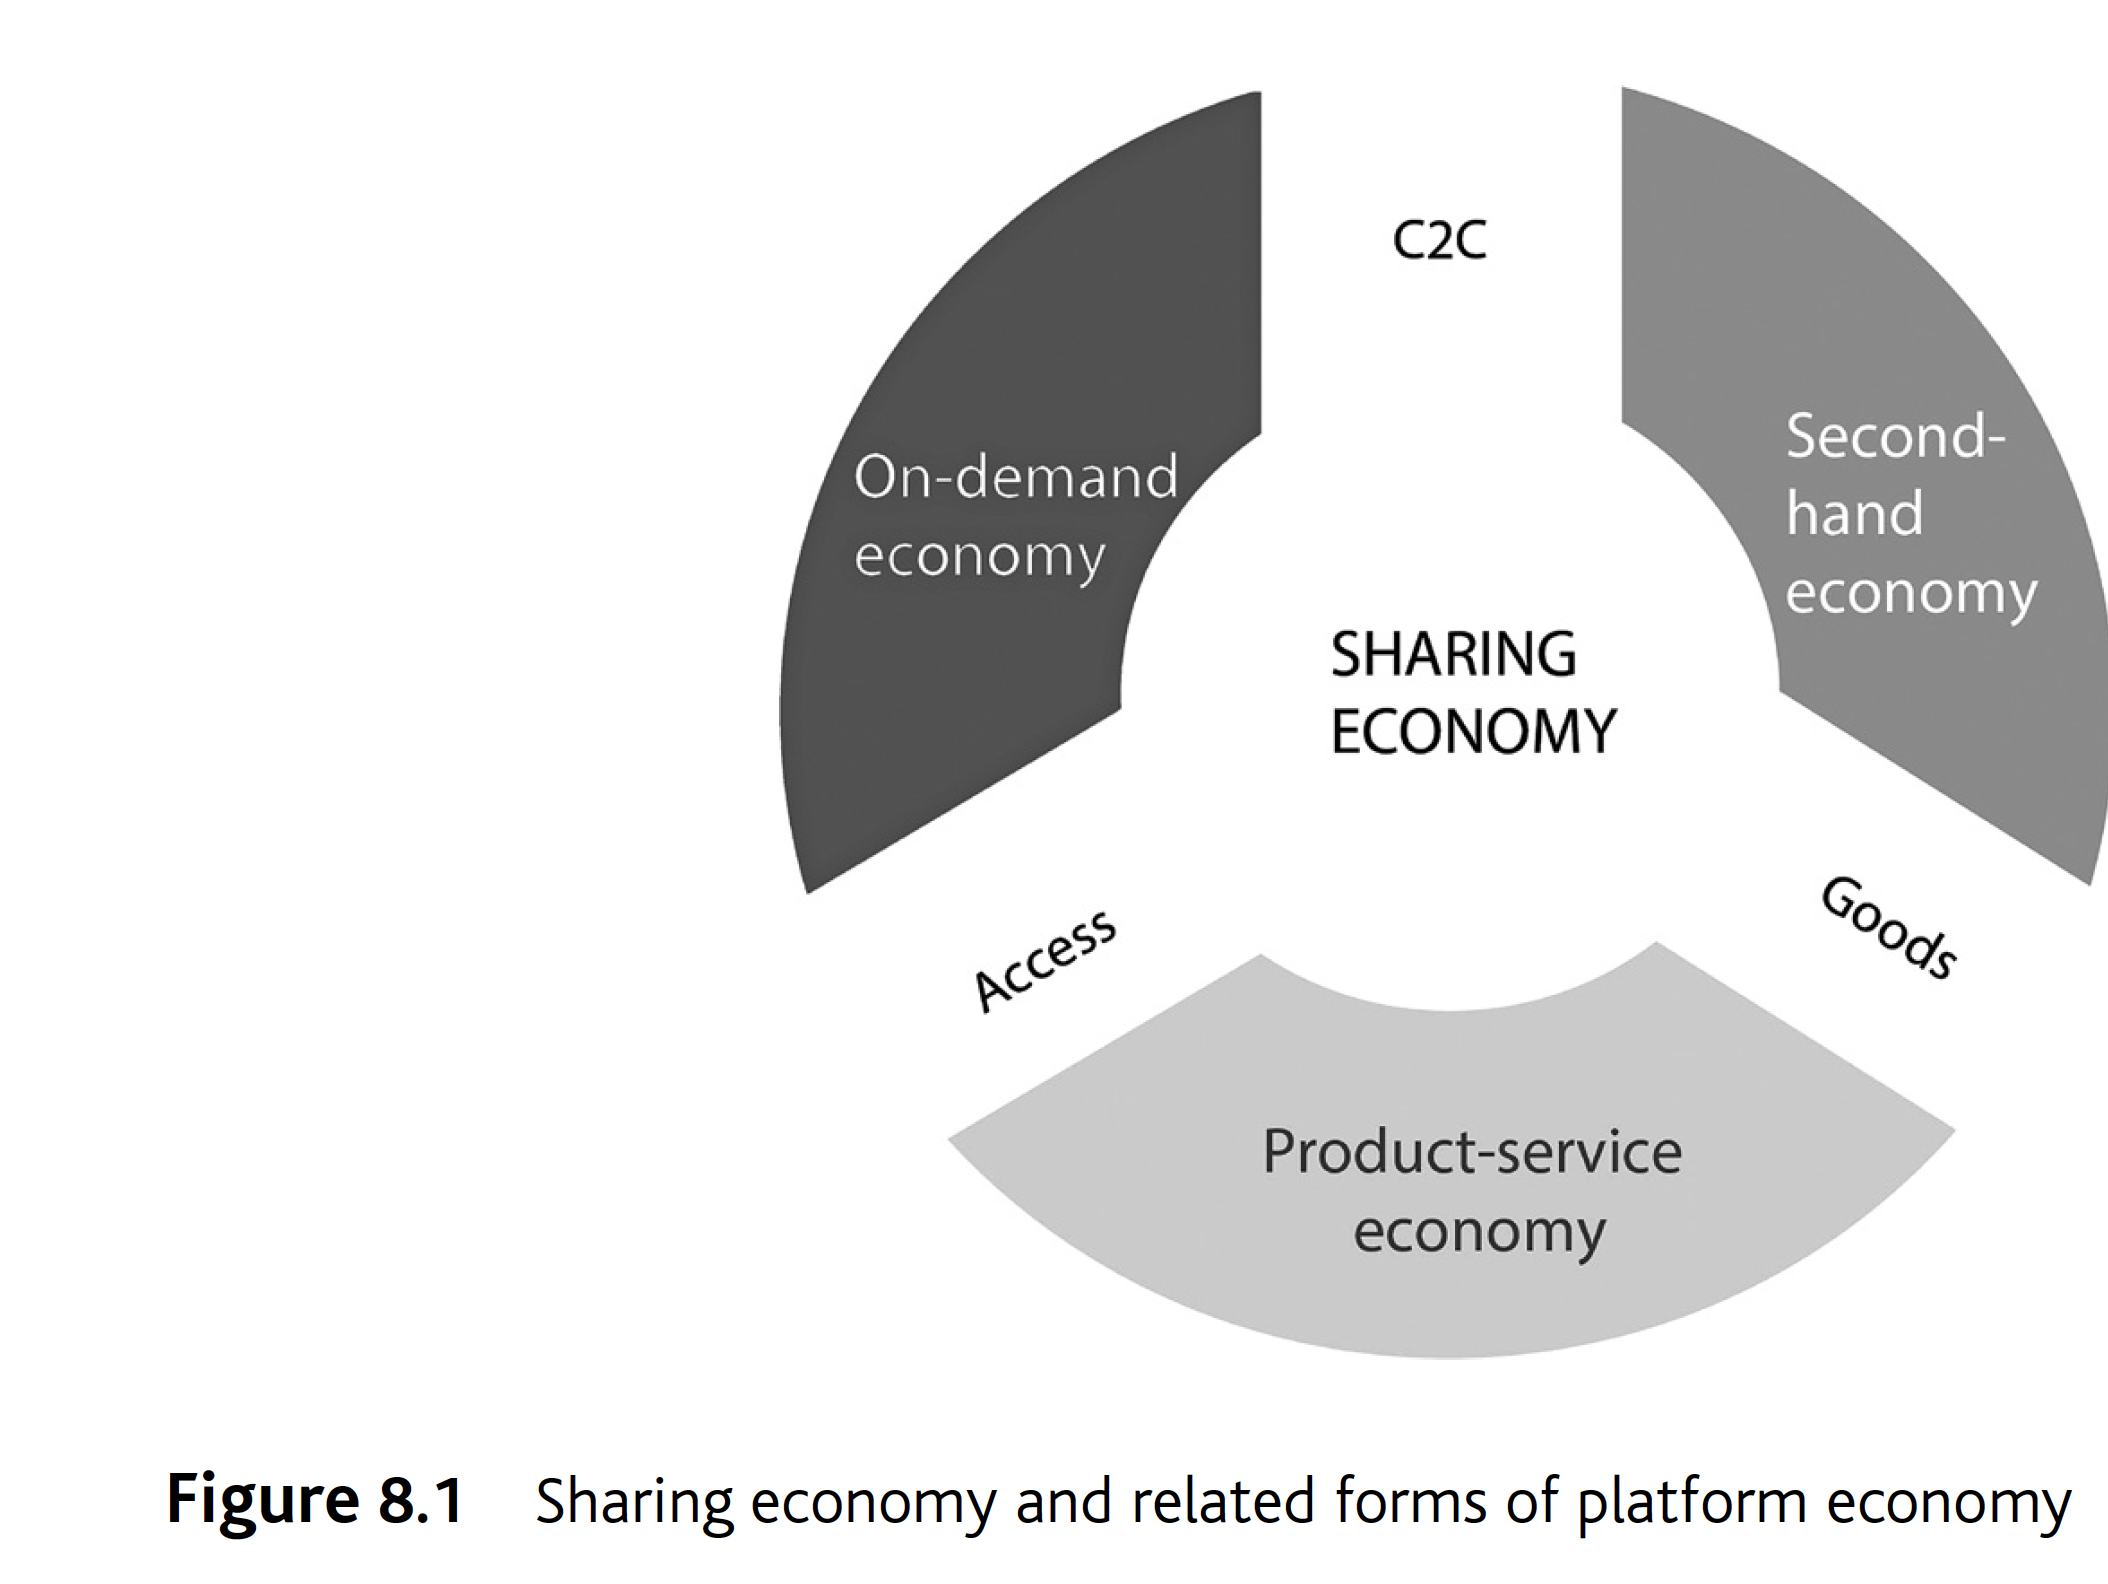 C2C
On-demand
economy
Second-
hand
economy
SHARING
ECONOMY
Access
Goods
Product-service
economy
Figure 8.1 Sharing economy and related forms of platform economy